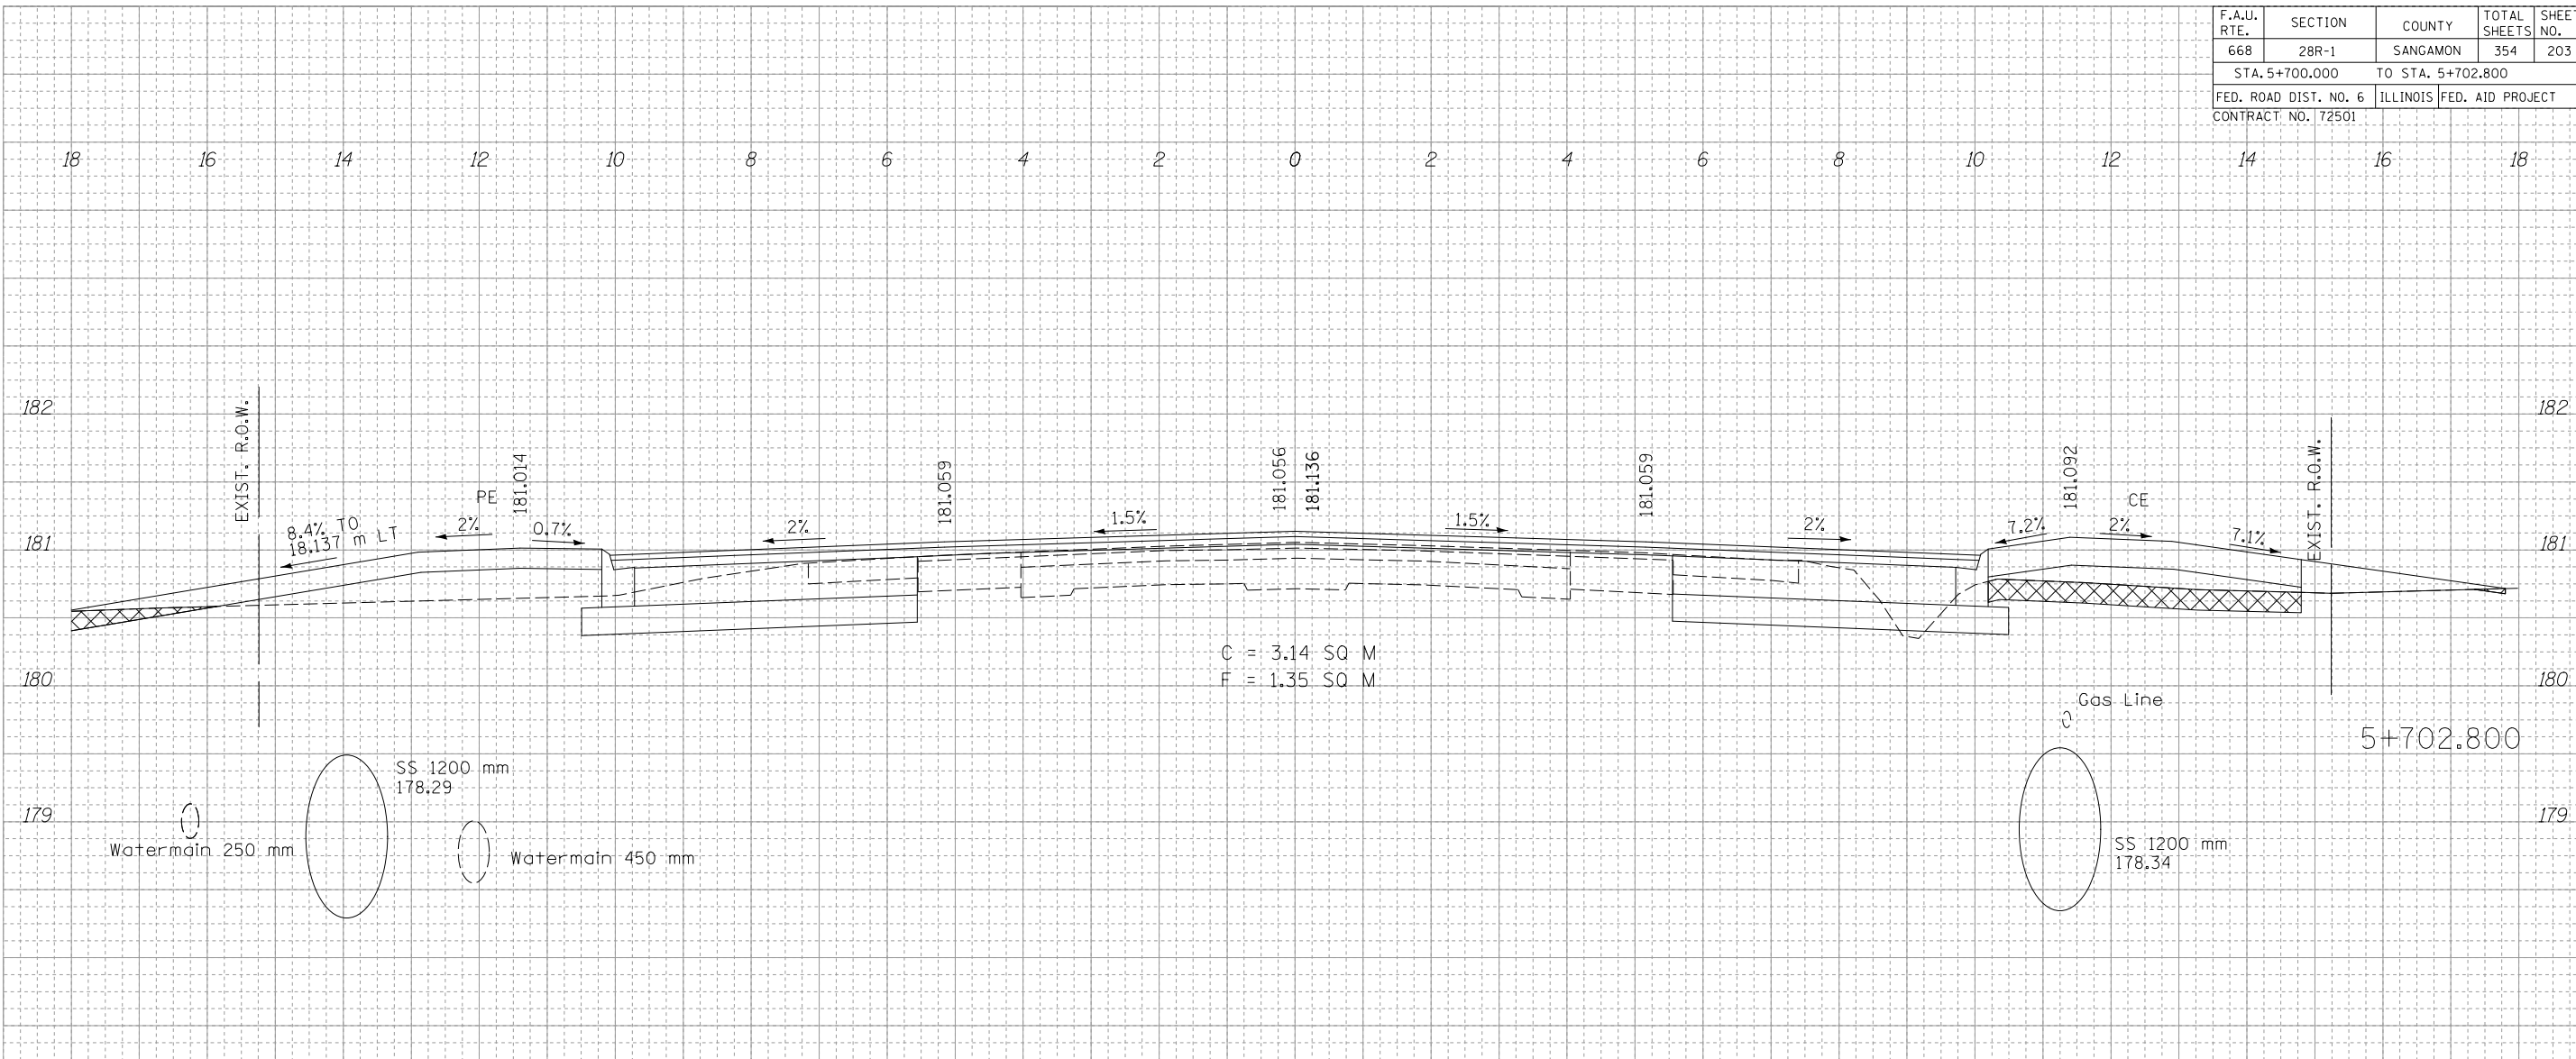 F.A.U. RTE. SECTION COUNTY TOTAL SHEETS SHEET NO.
668 28R-1 SANGAMON 354 203
STA. 5+700.000 TO STA. 5+702.800
FED. ROAD DIST. NO. 6 ILLINOIS FED. AID PROJECT
CONTRACT NO. 72501
18 16 14 12 10 8 6 4 2 0 2 4 6 8 10 12 14 16 18
182 182
EXIST. R.O.W.
8.4% TO
18.137 m LT
2%
PE
181.014
0.7%
2%
181.059
1.5%
181.056
181.136
1.5%
181.059
2%
7.2%
181.092
2%
CE
7.1%
EXIST. R.O.W.
181 181
C = 3.14 SQ M
F = 1.35 SQ M
180 180
Gas Line
5+702.800
SS 1200 mm
178.29
179 179
Watermain 250 mm
Watermain 450 mm
SS 1200 mm
178.34